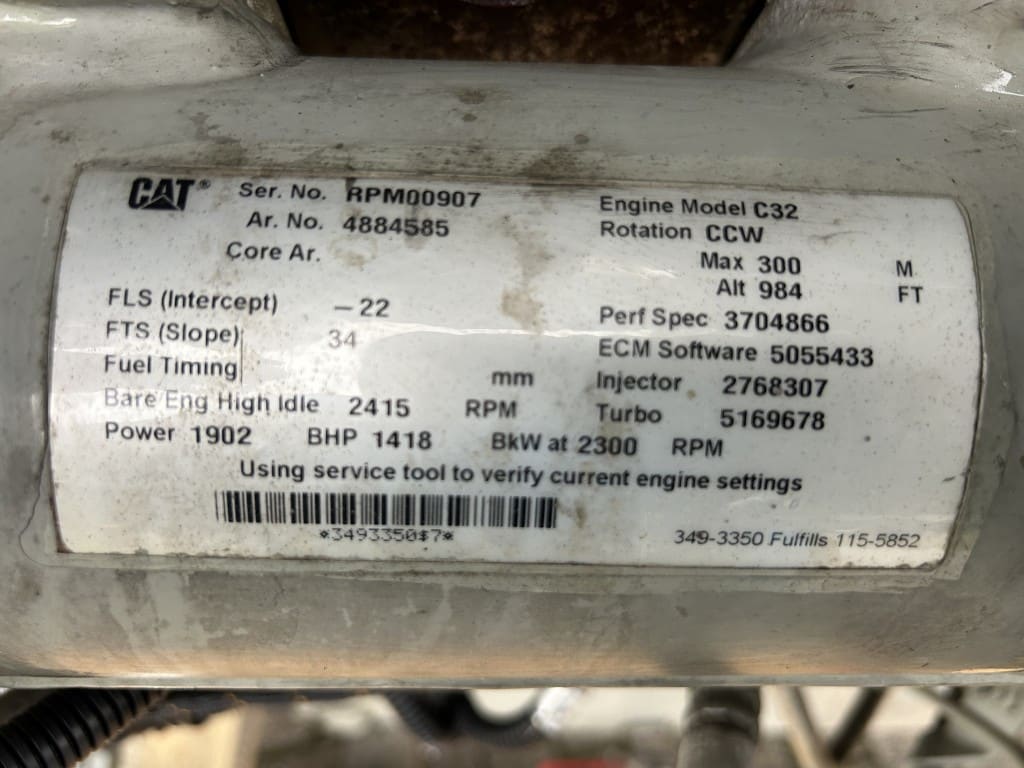 CAT® Ser. No. RPM00907 Engine Model C32
Ar. No. 4884585 Rotation CCW
Core Ar. Max 300 M
Alt 984 FT
FLS (Intercept) -22 Perf Spec 3704866
FTS (Slope) 34 ECM Software 5055433
Fuel Timing mm Injector 2768307
Bare Eng High Idle 2415 RPM Turbo 5169678
Power 1902 BHP 1418 BkW at 2300 RPM
Using service tool to verify current engine settings
*3493350$7*
349-3350 Fulfills 115-5852